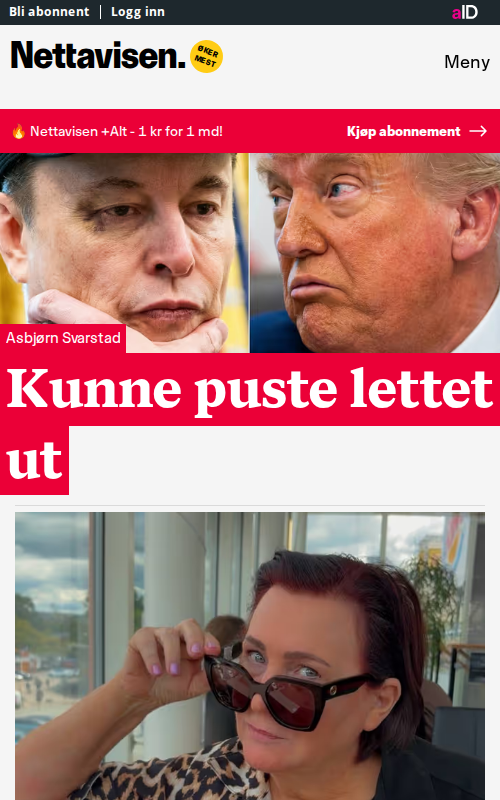 Bli abonnent | Logg inn
aID
Nettavisen.
ØKER
MEST
Meny
🔥 Nettavisen +Alt - 1 kr for 1 md!
Kjøp abonnement →
Asbjørn Svarstad
Kunne puste lettet
ut